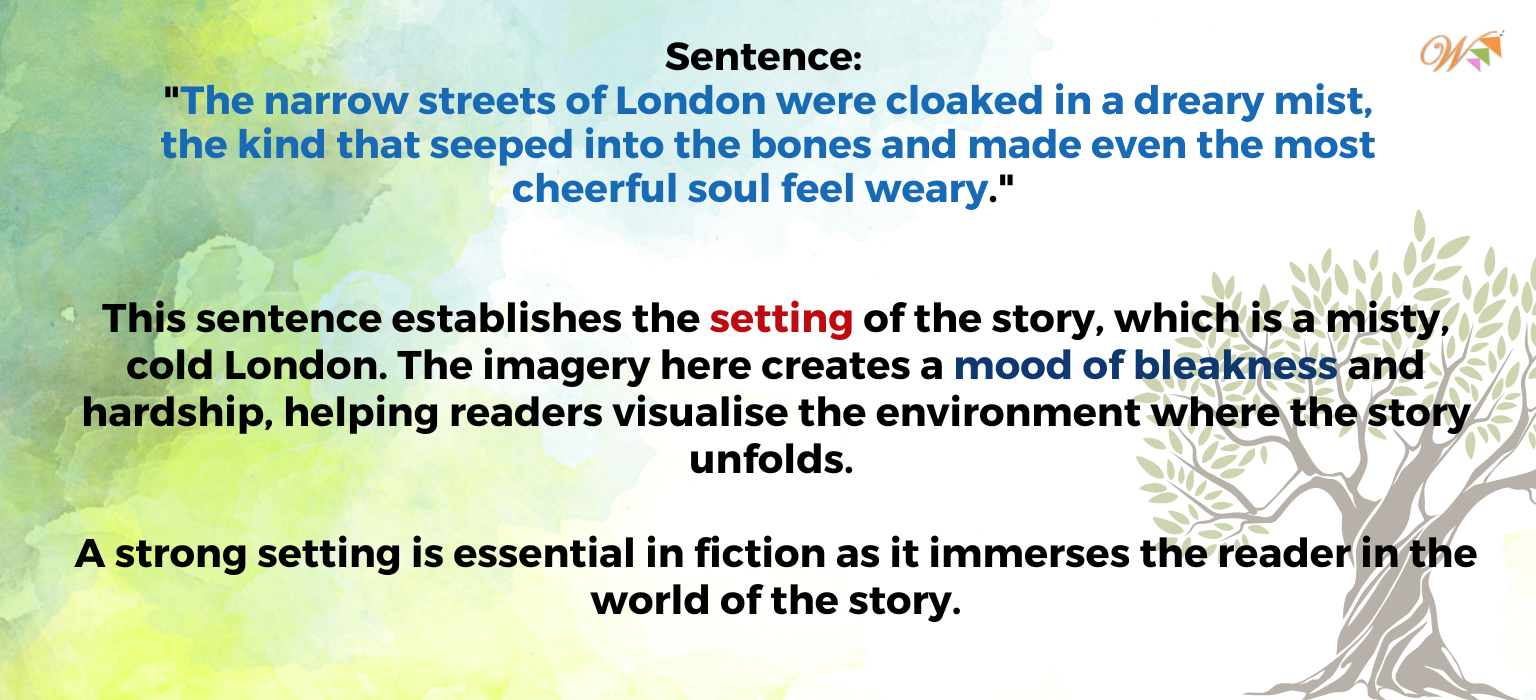 Sentence:
"The narrow streets of London were cloaked in a dreary mist,
the kind that seeped into the bones and made even the most
cheerful soul feel weary."
This sentence establishes the setting of the story, which is a misty,
cold London. The imagery here creates a mood of bleakness and
hardship, helping readers visualise the environment where the story
unfolds.
A strong setting is essential in fiction as it immerses the reader in the
world of the story.